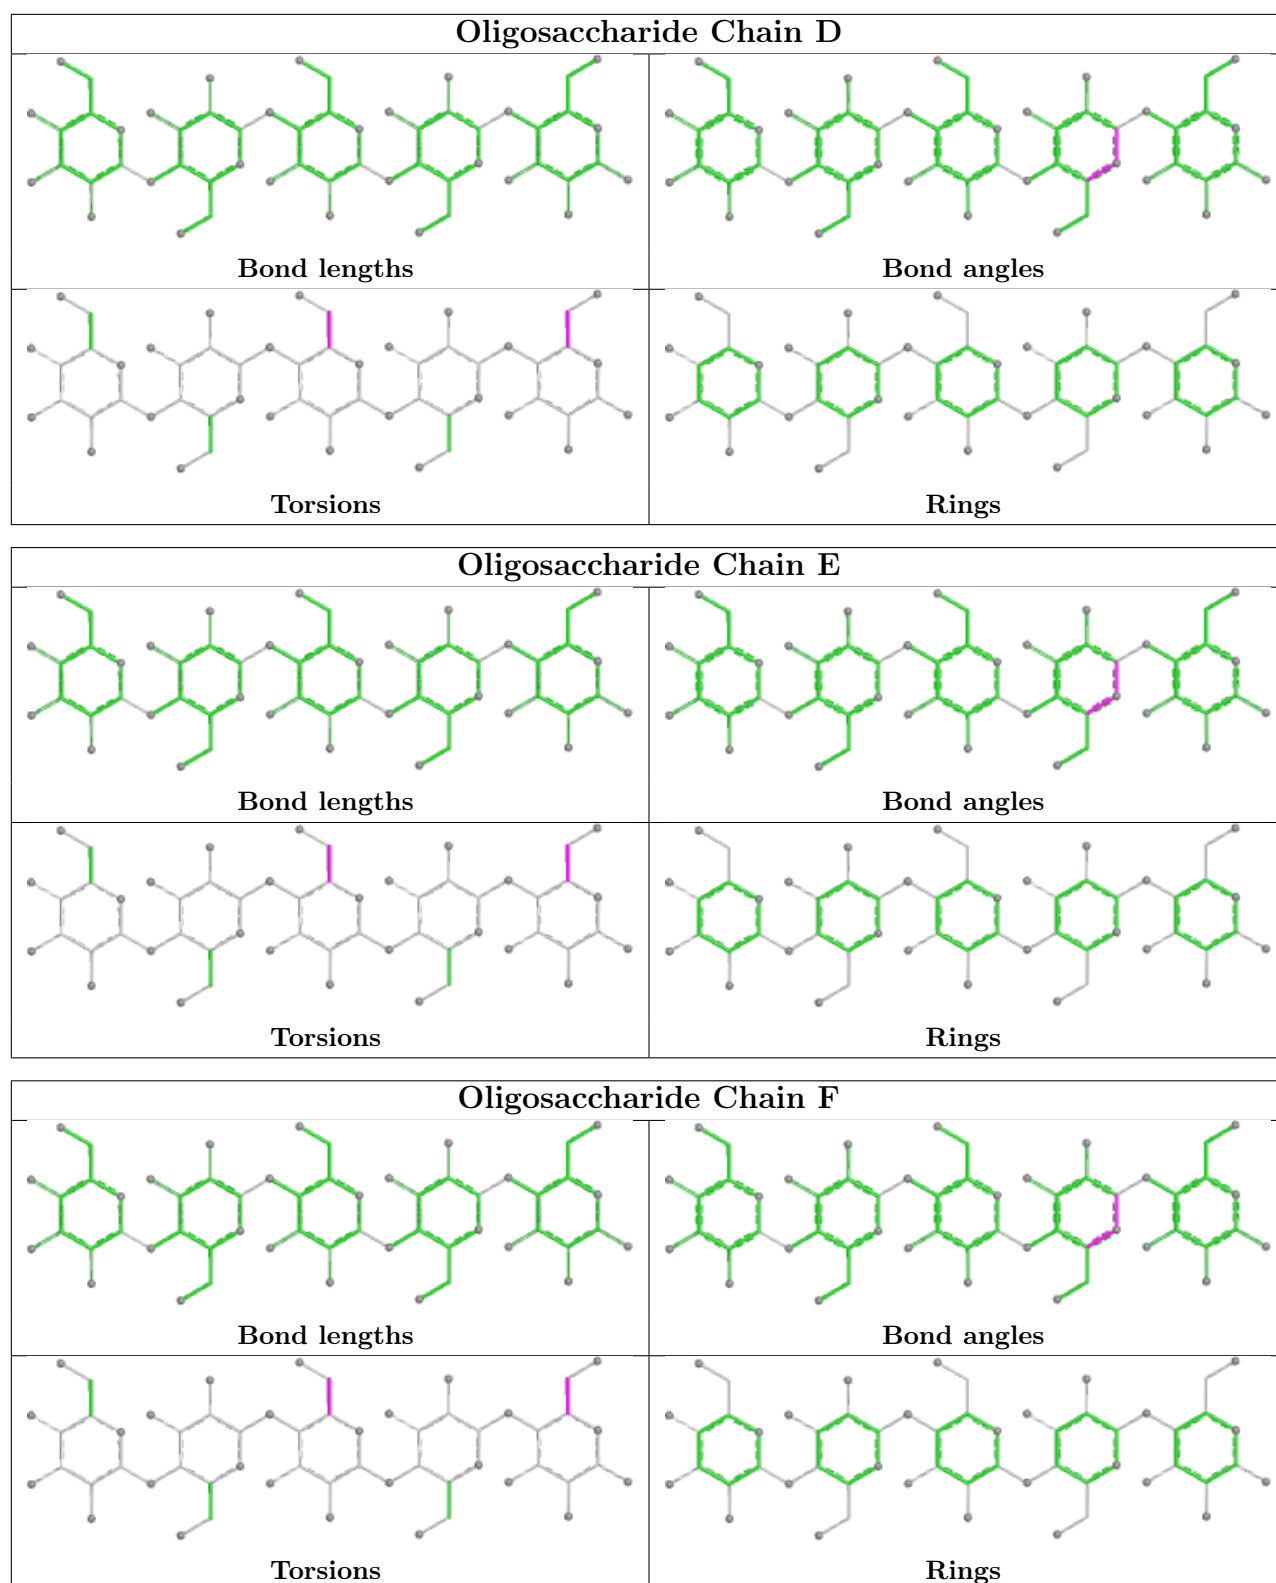 Oligosaccharide Chain D
Bond lengths
Bond angles
Torsions
Rings
Oligosaccharide Chain E
Bond lengths
Bond angles
Torsions
Rings
Oligosaccharide Chain F
Bond lengths
Bond angles
Torsions
Rings